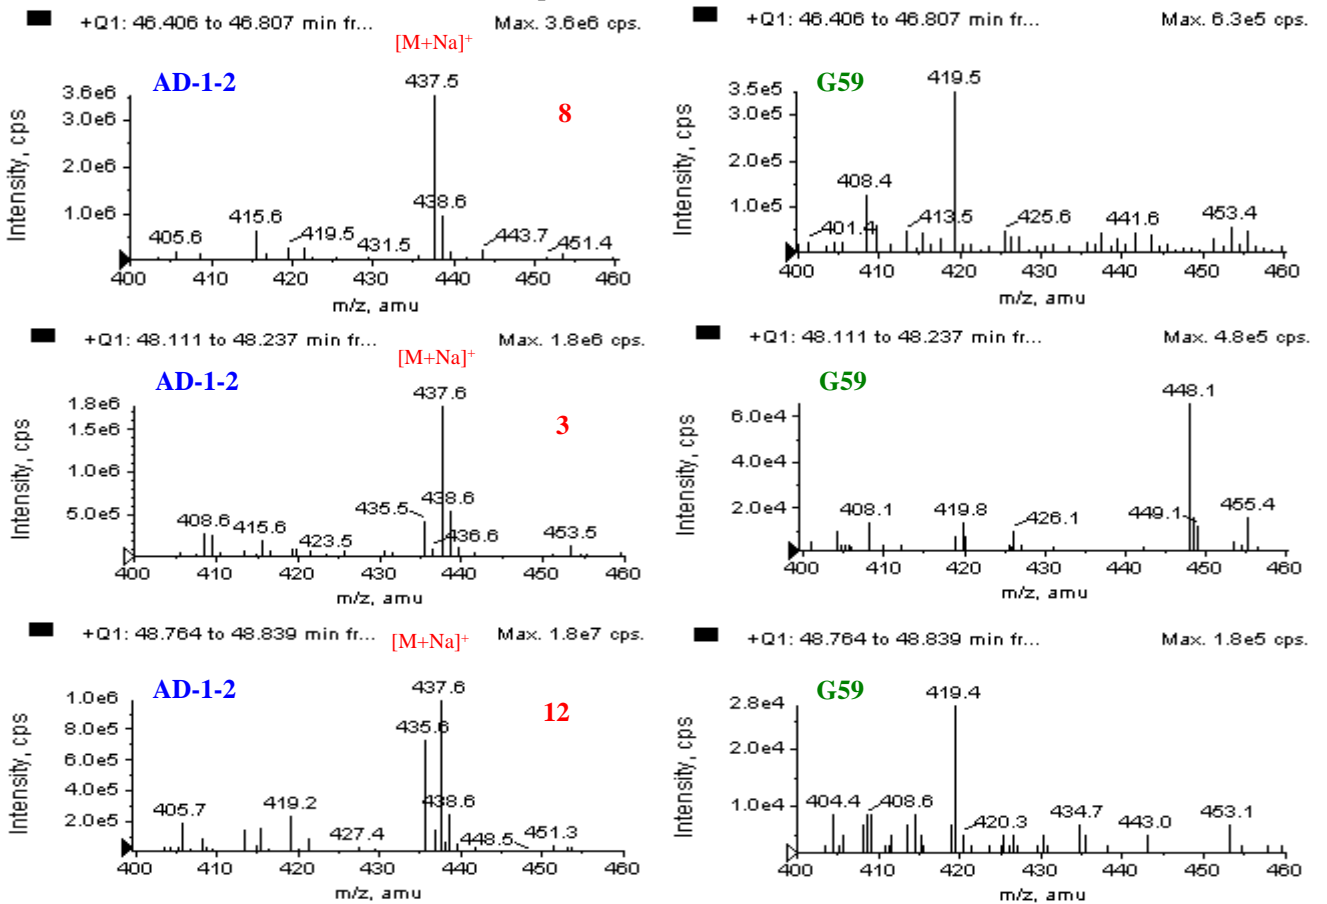 +Q1: 46.406 to 46.807 min fr... Max. 3.6e6 cps.
[M+Na]+
AD-1-2
8
Intensity, cps
3.6e6
3.0e6
2.0e6
1.0e6
405.6
415.6
419.5
431.5
437.5
438.6
443.7
451.4
400 410 420 430 440 450 460
m/z, amu
+Q1: 46.406 to 46.807 min fr... Max. 6.3e5 cps.
G59
Intensity, cps
3.5e5
3.0e5
2.0e5
1.0e5
401.4
408.4
413.5
419.5
425.6
441.6
453.4
400 410 420 430 440 450 460
m/z, amu
+Q1: 48.111 to 48.237 min fr... Max. 1.8e6 cps.
[M+Na]+
AD-1-2
3
Intensity, cps
1.8e6
1.5e6
1.0e6
5.0e5
408.6
415.6
423.5
435.5
437.6
438.6
436.6
453.5
400 410 420 430 440 450 460
m/z, amu
+Q1: 48.111 to 48.237 min fr... Max. 4.8e5 cps.
G59
Intensity, cps
6.0e4
4.0e4
2.0e4
408.1
419.8
426.1
448.1
449.1
455.4
400 410 420 430 440 450 460
m/z, amu
+Q1: 48.764 to 48.839 min fr... Max. 1.8e7 cps.
[M+Na]+
AD-1-2
12
Intensity, cps
1.0e6
8.0e5
6.0e5
4.0e5
2.0e5
405.7
419.2
427.4
435.6
437.6
438.6
448.5
451.3
400 410 420 430 440 450 460
m/z, amu
+Q1: 48.764 to 48.839 min fr... Max. 1.8e5 cps.
G59
Intensity, cps
2.8e4
2.0e4
1.0e4
404.4
408.6
419.4
420.3
434.7
443.0
453.1
400 410 420 430 440 450 460
m/z, amu